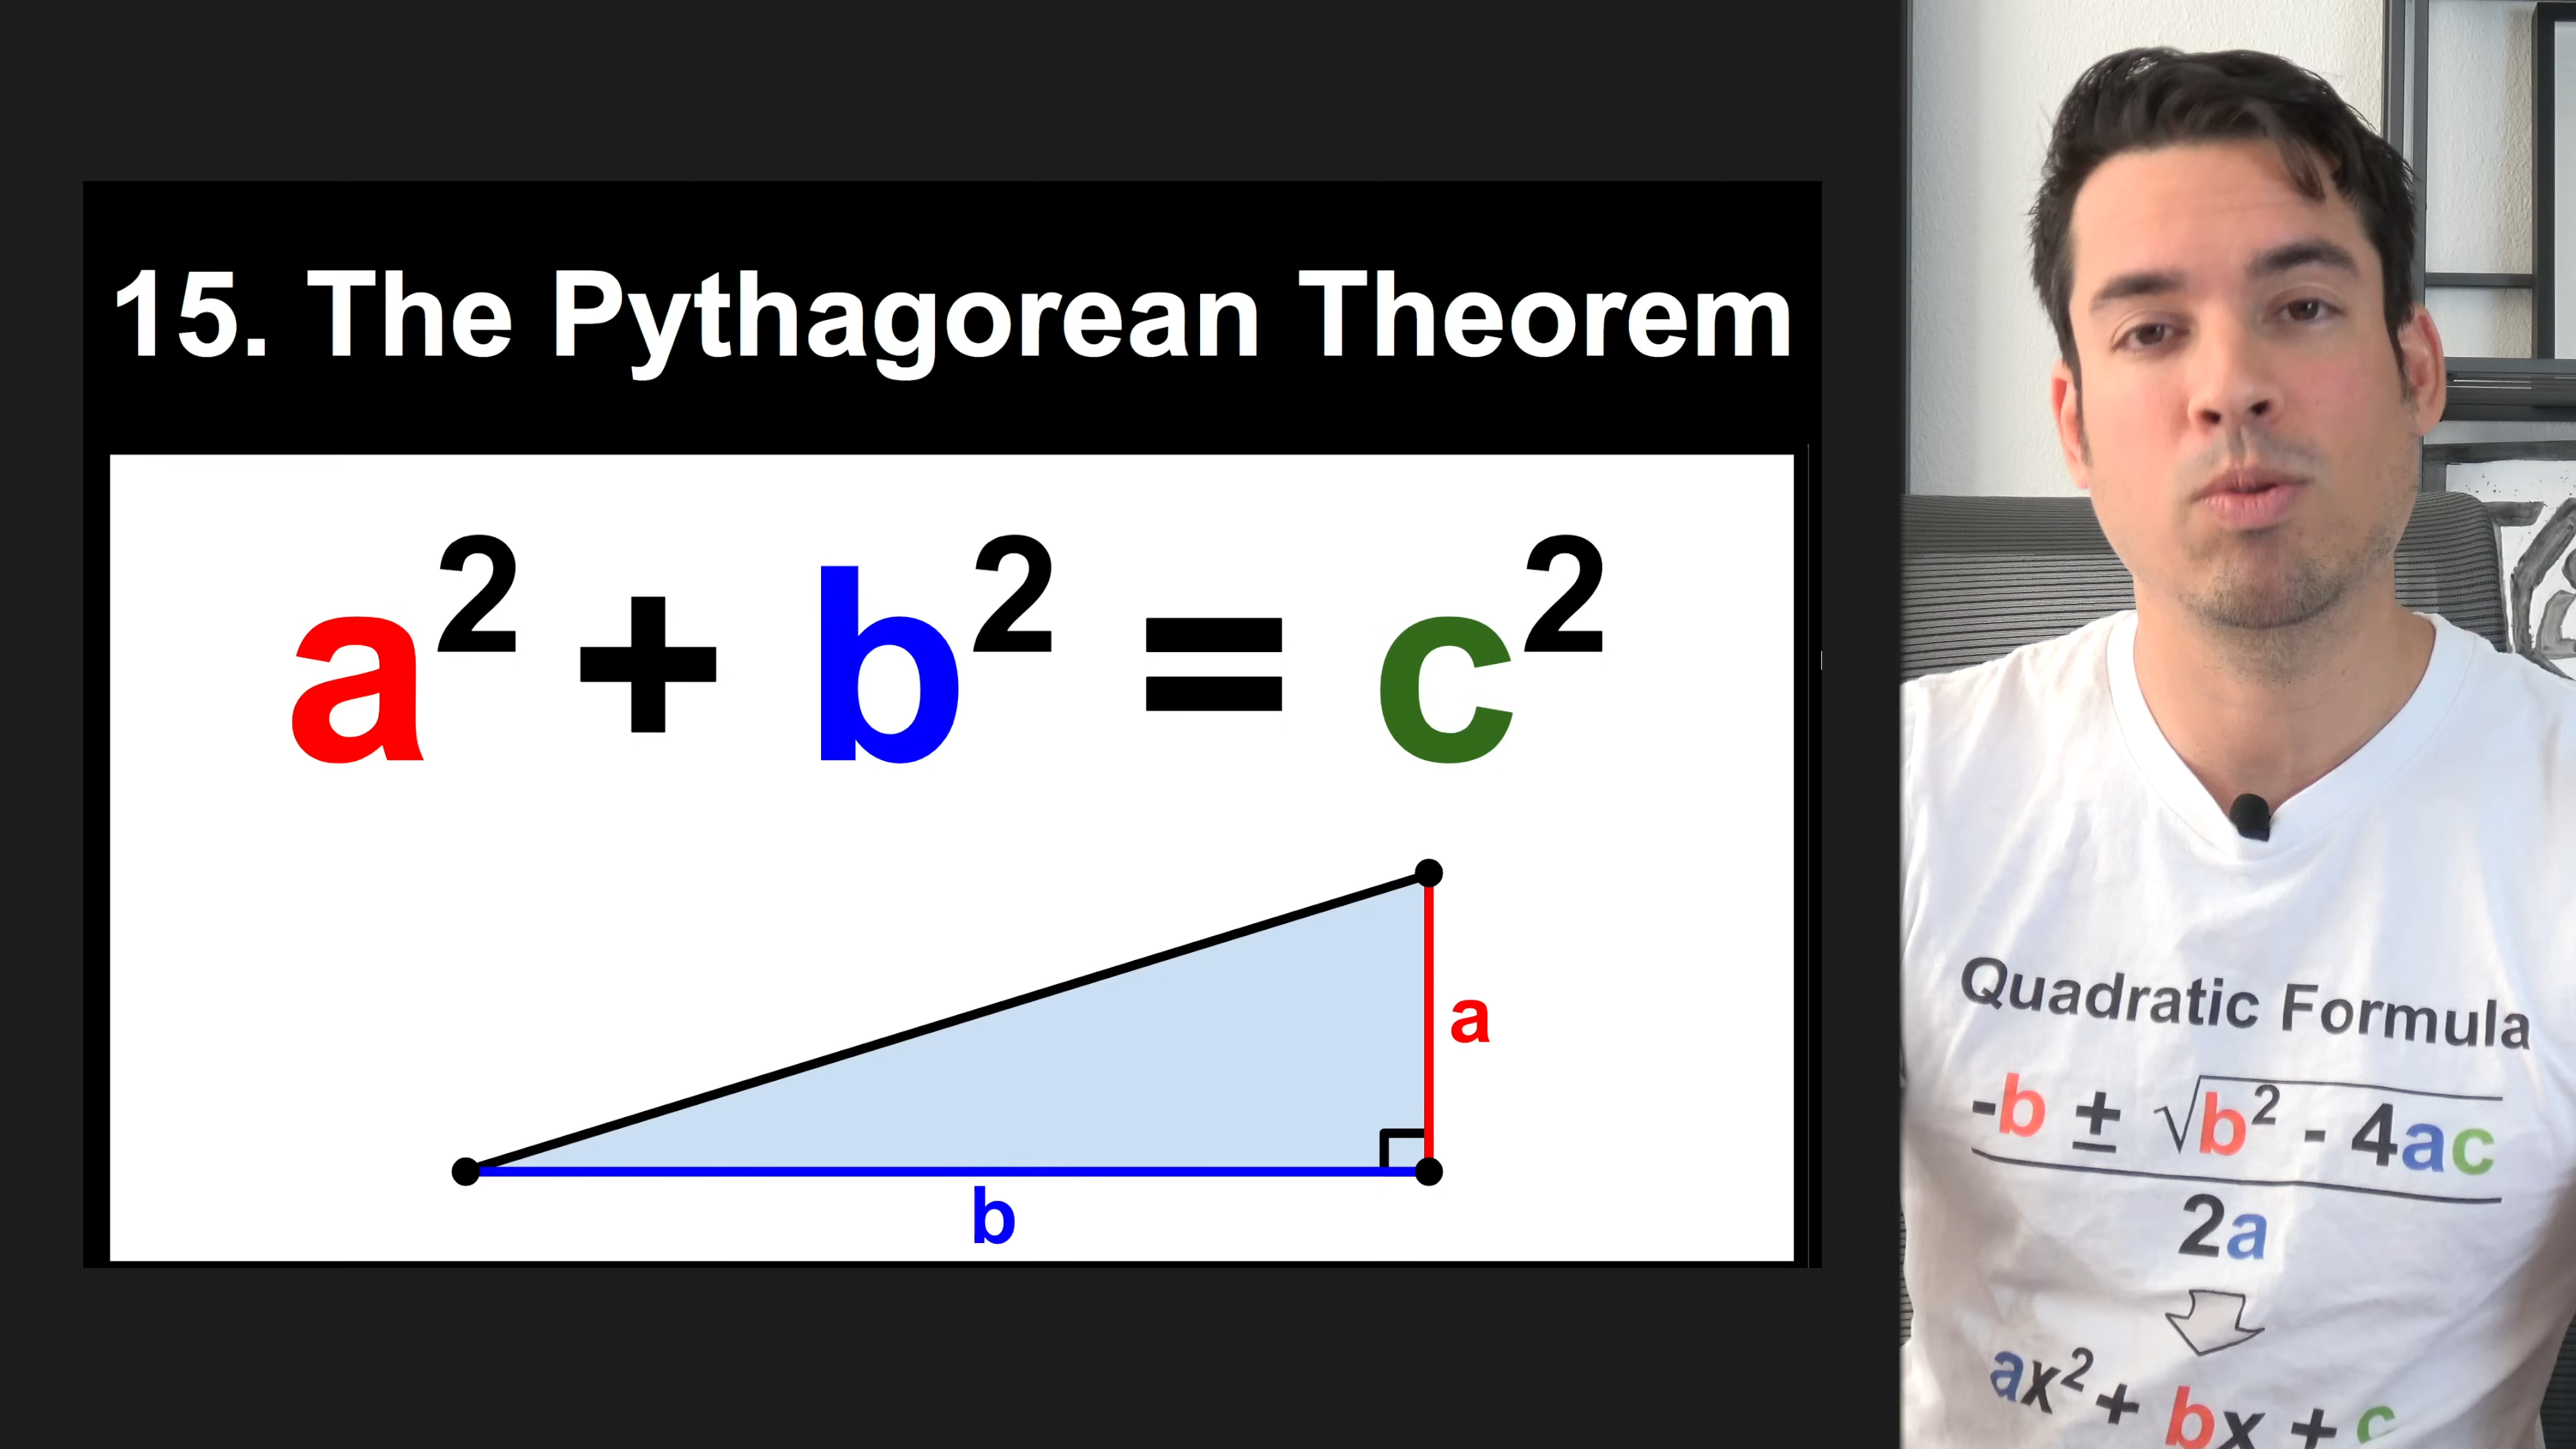 15. The Pythagorean Theorem
a² + b² = c²
a
b
Quadratic Formula
-b ± √b² - 4ac
2a
ax² + bx + c